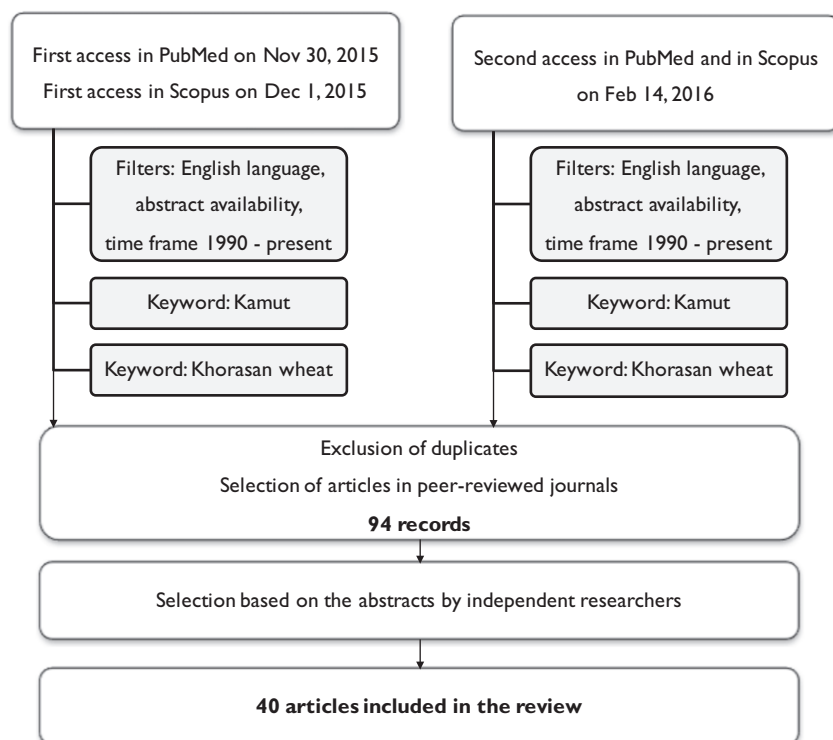 First access in PubMed on Nov 30, 2015
First access in Scopus on Dec 1, 2015
Filters: English language,
abstract availability,
time frame 1990 - present
Keyword: Kamut
Keyword: Khorasan wheat
Second access in PubMed and in Scopus
on Feb 14, 2016
Filters: English language,
abstract availability,
time frame 1990 - present
Keyword: Kamut
Keyword: Khorasan wheat
Exclusion of duplicates
Selection of articles in peer-reviewed journals
94 records
Selection based on the abstracts by independent researchers
40 articles included in the review